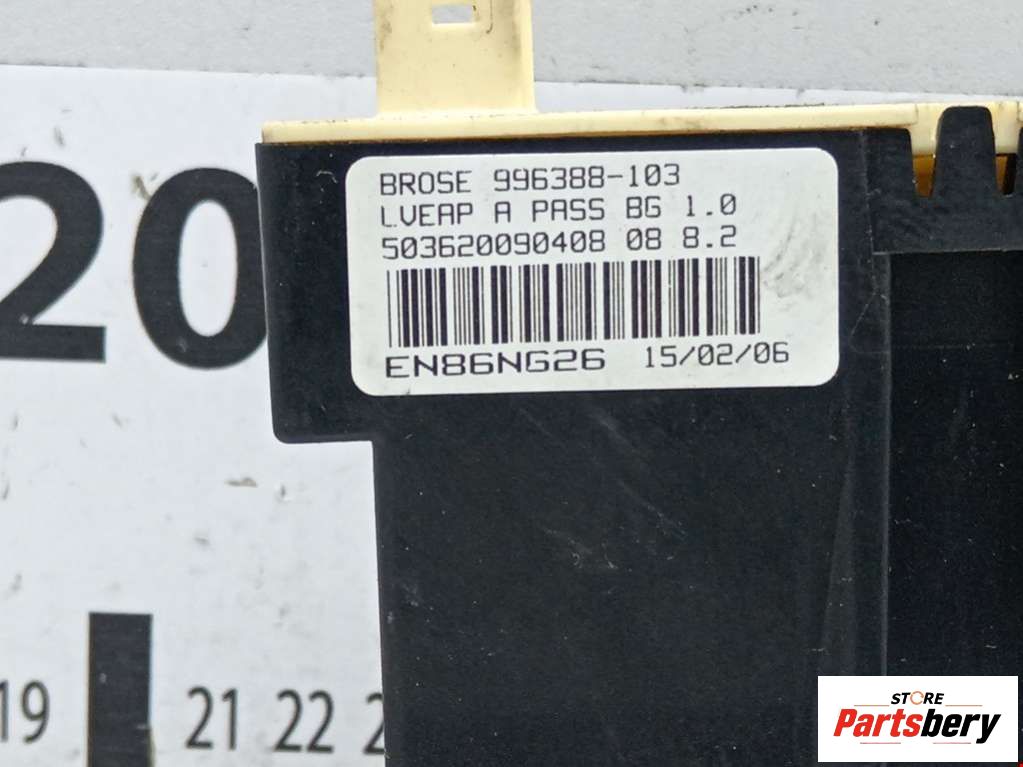 BROSE 996388-103
LVEAP A PASS BG 1.0
503620090408 08 8.2
EN86NG26 15/02/06
20
19 21 22 2
STORE
Partsbery